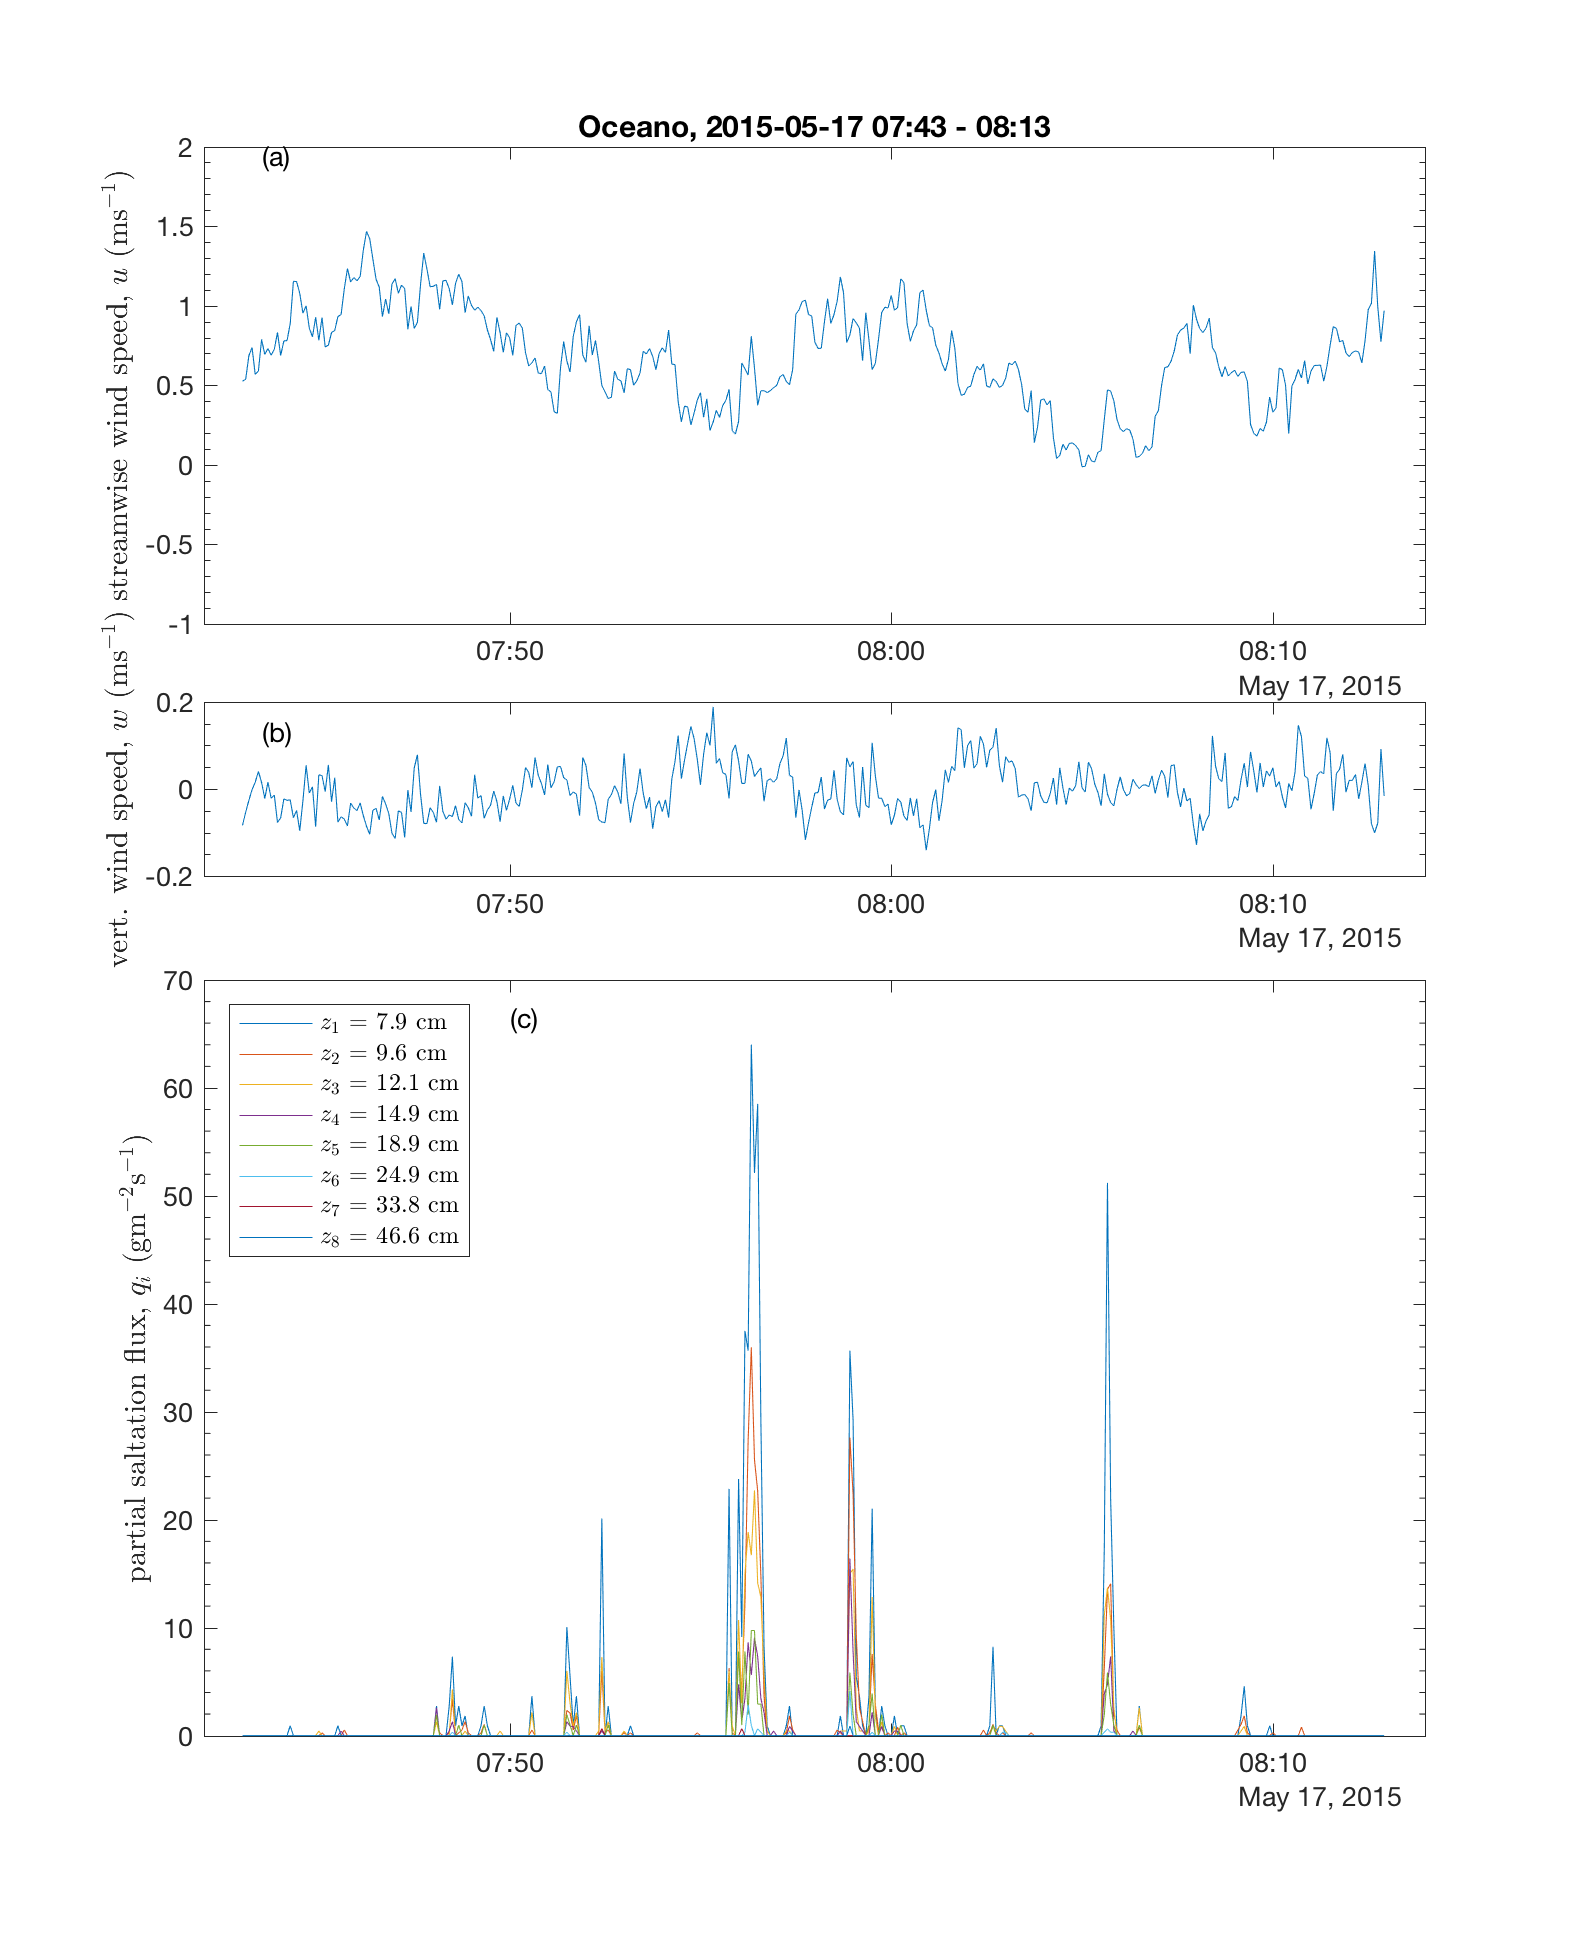 Oceano, 2015-05-17 07:43 - 08:13
(a)
streamwise wind speed, u (ms⁻¹)
2
1.5
1
0.5
0
-0.5
-1
07:50 08:00 08:10
May 17, 2015
(b)
vert. wind speed, w (ms⁻¹)
0.2
0
-0.2
07:50 08:00 08:10
May 17, 2015
(c)
partial saltation flux, qᵢ (gm⁻²s⁻¹)
70
60
50
40
30
20
10
0
z₁ = 7.9 cm
z₂ = 9.6 cm
z₃ = 12.1 cm
z₄ = 14.9 cm
z₅ = 18.9 cm
z₆ = 24.9 cm
z₇ = 33.8 cm
z₈ = 46.6 cm
07:50 08:00 08:10
May 17, 2015